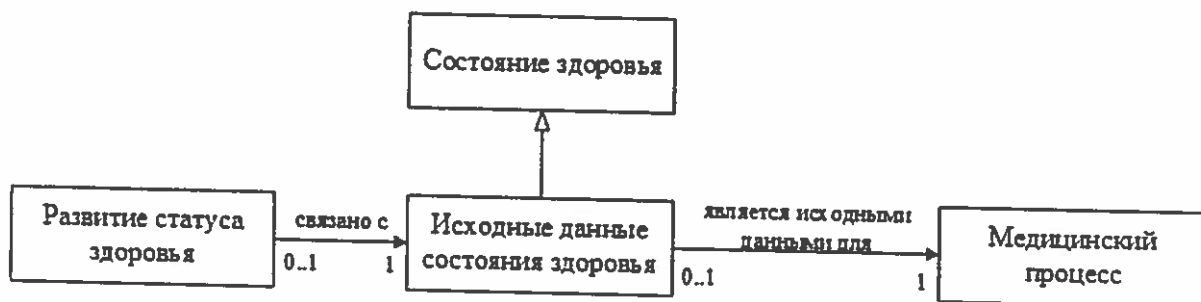 Состояние здоровья
Развитие статуса
здоровья
связано с
0..1
1
Исходные данные
состояния здоровья
является исходными
данными для
0..1
1
Медицинский
процесс